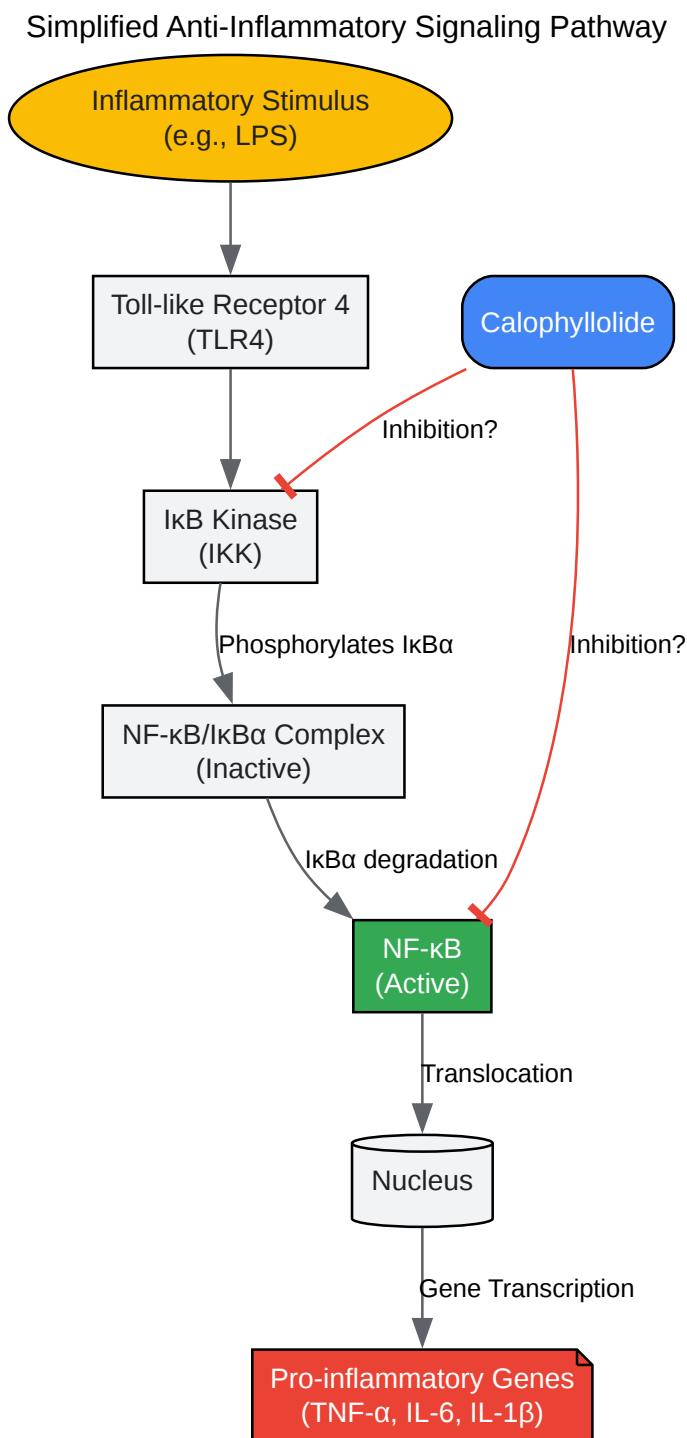 Simplified Anti-Inflammatory Signaling Pathway
Inflammatory Stimulus
(e.g., LPS)
Toll-like Receptor 4
(TLR4)
Calophyllolide
Inhibition?
IκB Kinase
(IKK)
Phosphorylates IκBα
Inhibition?
NF-κB/IκBα Complex
(Inactive)
IκBα degradation
NF-κB
(Active)
Translocation
Nucleus
Gene Transcription
Pro-inflammatory Genes
(TNF-α, IL-6, IL-1β)